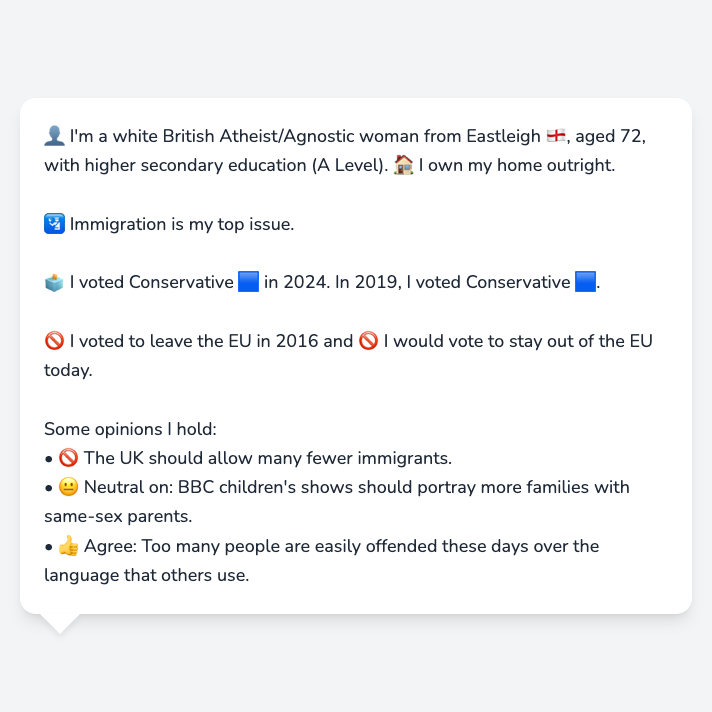 👤 I'm a white British Atheist/Agnostic woman from Eastleigh 🏴󠁧󠁢󠁥󠁮󠁧󠁿, aged 72,
with higher secondary education (A Level). 🏠 I own my home outright.
🛂 Immigration is my top issue.
🗳️ I voted Conservative 🟦 in 2024. In 2019, I voted Conservative 🟦.
🚫 I voted to leave the EU in 2016 and 🚫 I would vote to stay out of the EU
today.
Some opinions I hold:
• 🚫 The UK should allow many fewer immigrants.
• 😐 Neutral on: BBC children's shows should portray more families with
same-sex parents.
• 👍 Agree: Too many people are easily offended these days over the
language that others use.